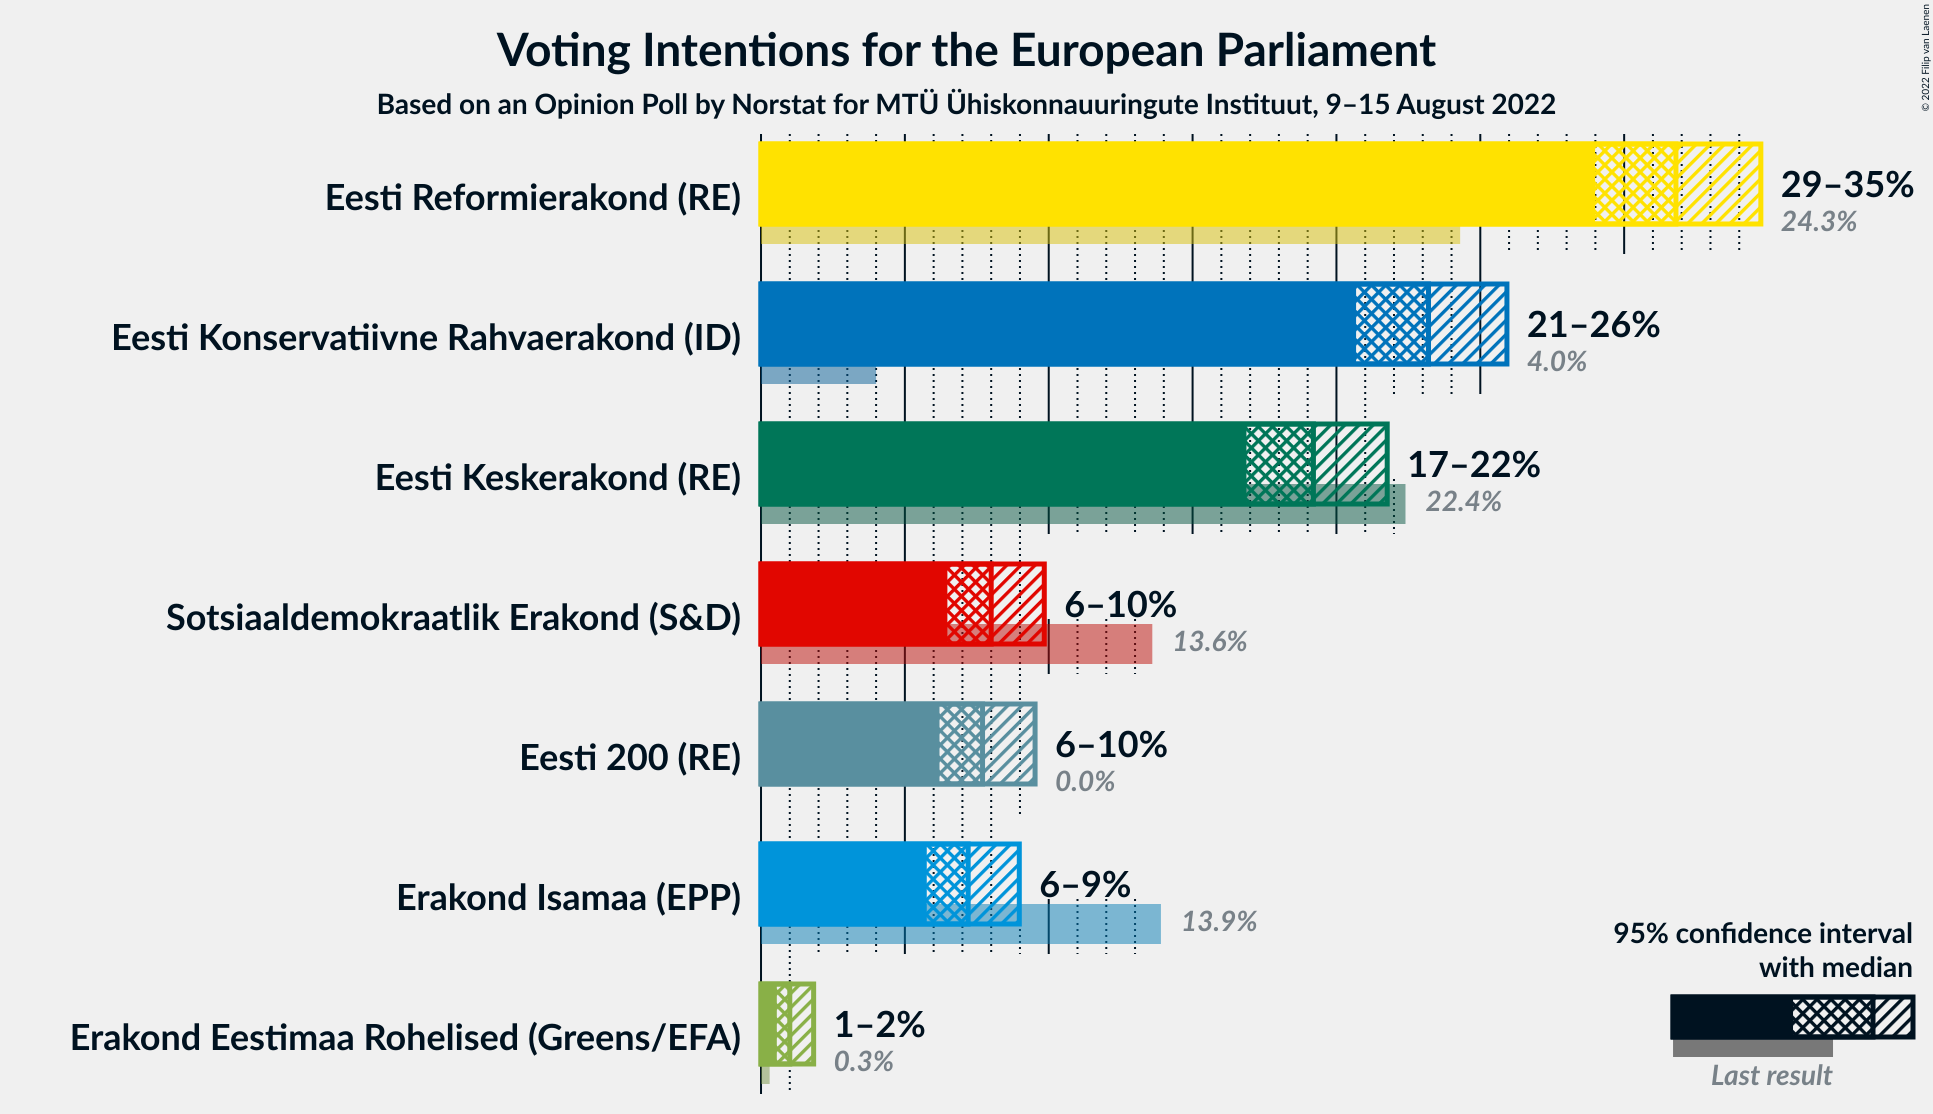 Voting Intentions for the European Parliament
Based on an Opinion Poll by Norstat for MTÜ Ühiskonnauuringute Instituut, 9–15 August 2022
© 2022 Filip van Laenen
Eesti Reformierakond (RE)
29–35%
24.3%
Eesti Konservatiivne Rahvaerakond (ID)
21–26%
4.0%
Eesti Keskerakond (RE)
17–22%
22.4%
Sotsiaaldemokraatlik Erakond (S&D)
6–10%
13.6%
Eesti 200 (RE)
6–10%
0.0%
Erakond Isamaa (EPP)
6–9%
13.9%
Erakond Eestimaa Rohelised (Greens/EFA)
1–2%
0.3%
95% confidence interval
with median
Last result